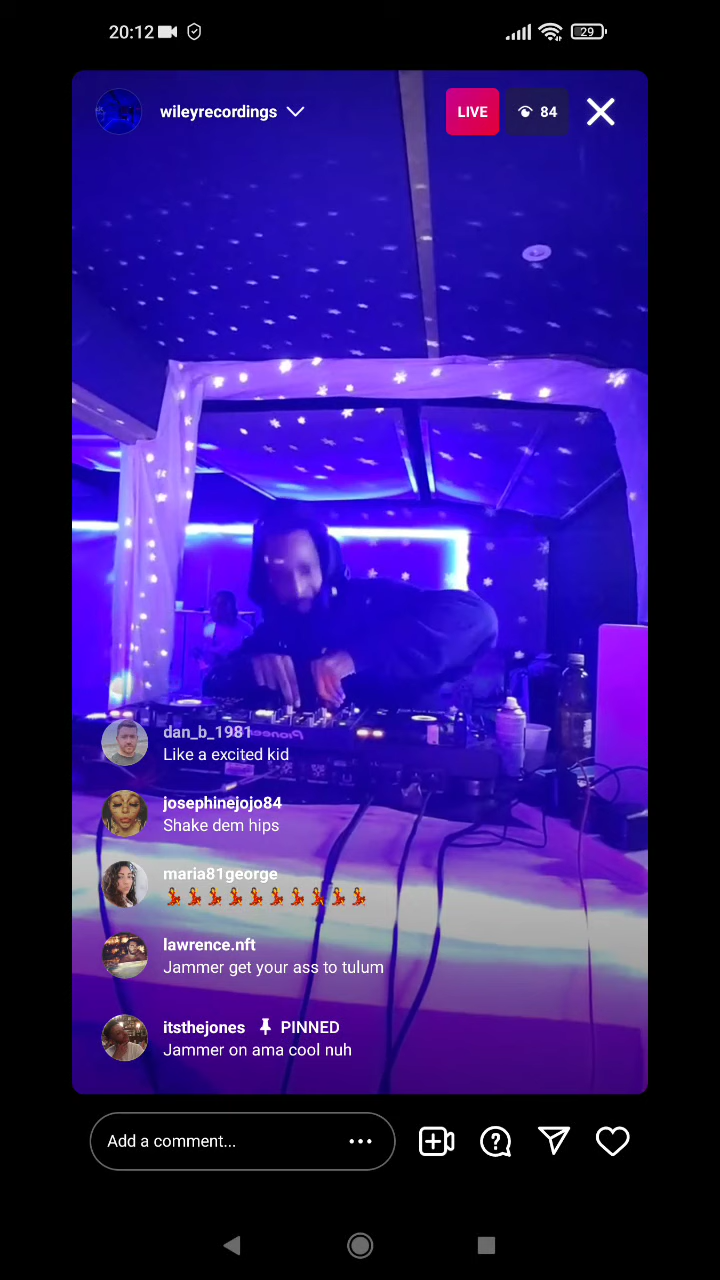 20:12
29
wileyrecordings
LIVE
84
Pioneer
dan_b_1981
Like a excited kid
josephinejojo84
Shake dem hips
maria81george
💃💃💃💃💃💃💃💃💃💃
lawrence.nft
Jammer get your ass to tulum
itsthejones PINNED
Jammer on ama cool nuh
Add a comment...